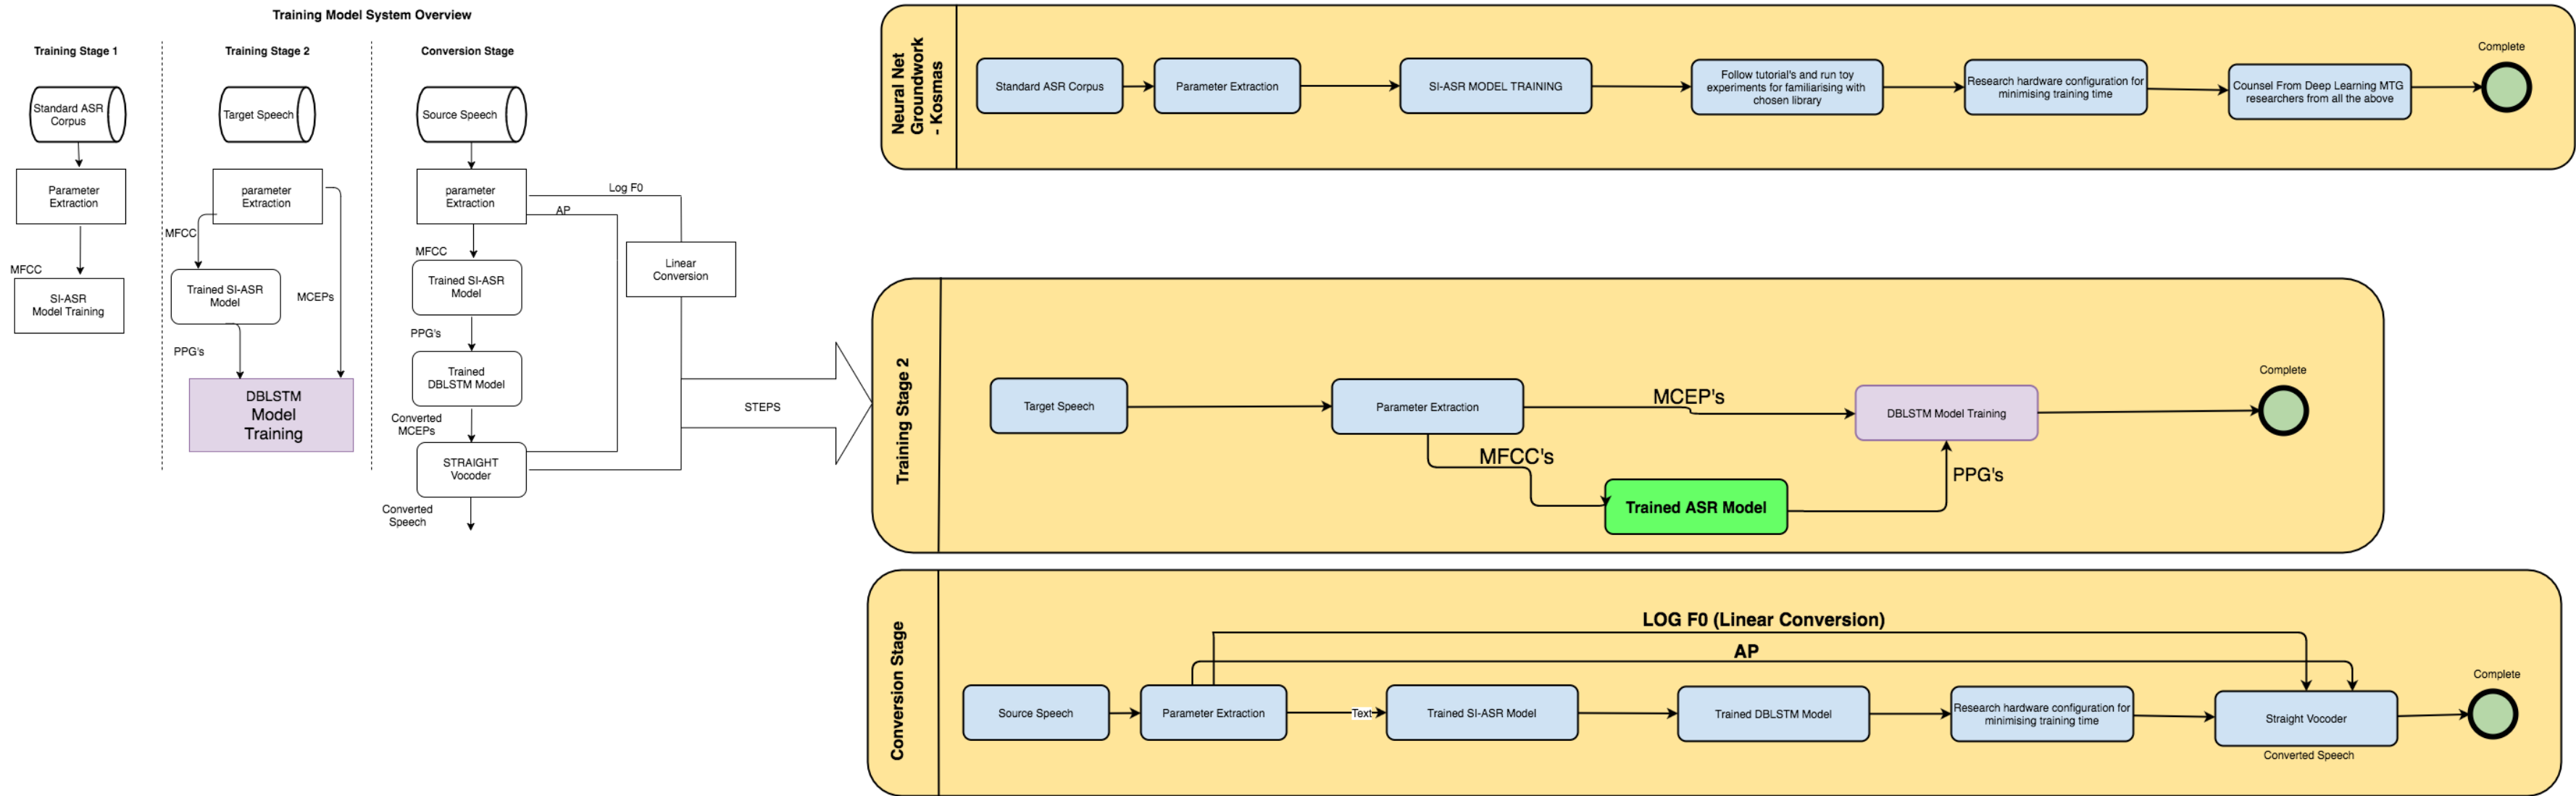 Training Model System Overview
Training Stage 1
Training Stage 2
Conversion Stage
Standard ASR
Corpus
Parameter
Extraction
MFCC
SI-ASR
Model Training
Target Speech
parameter
Extraction
MFCC
Trained SI-ASR
Model
MCEPs
PPG's
DBLSTM
Model
Training
Source Speech
parameter
Extraction
Log F0
AP
MFCC
Linear
Conversion
Trained SI-ASR
Model
PPG's
Trained
DBLSTM Model
Converted
MCEPs
STRAIGHT
Vocoder
Converted
Speech
STEPS
Neural Net
Groundwork
- Kosmas
Standard ASR Corpus
Parameter Extraction
SI-ASR MODEL TRAINING
Follow tutorial's and run toy
experiments for familiarising with
chosen library
Research hardware configuration for
minimising training time
Counsel From Deep Learning MTG
researchers from all the above
Complete
Training Stage 2
Target Speech
Parameter Extraction
MCEP's
DBLSTM Model Training
Complete
MFCC's
PPG's
Trained ASR Model
Conversion Stage
LOG F0 (Linear Conversion)
AP
Source Speech
Parameter Extraction
Text
Trained SI-ASR Model
Trained DBLSTM Model
Research hardware configuration for
minimising training time
Straight Vocoder
Converted Speech
Complete